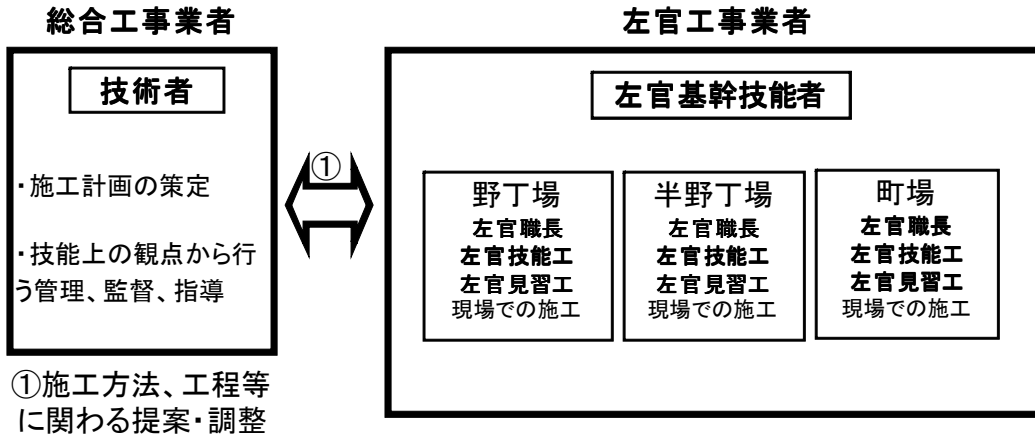 総合工事業者
技術者
・施工計画の策定
・技能上の観点から行
う管理、監督、指導
①
①施工方法、工程等
に関わる提案・調整
左官工事業者
左官基幹技能者
野丁場
左官職長
左官技能工
左官見習工
現場での施工
半野丁場
左官職長
左官技能工
左官見習工
現場での施工
町場
左官職長
左官技能工
左官見習工
現場での施工